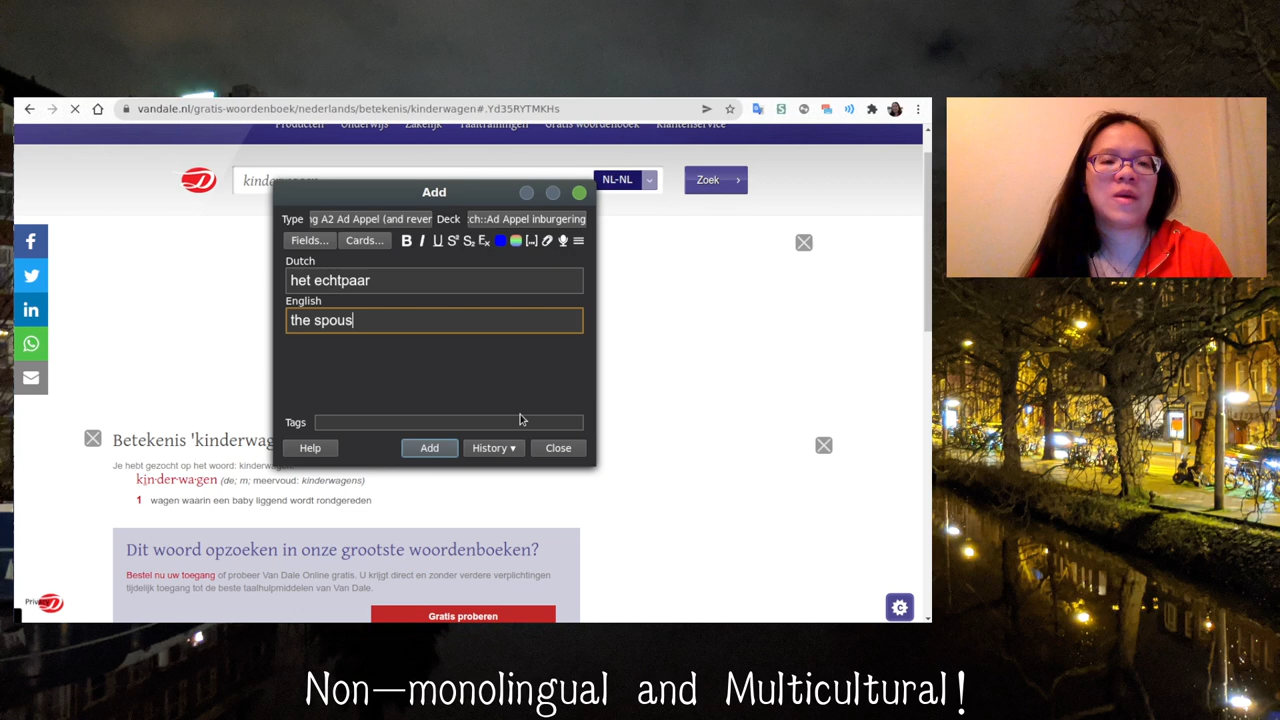 vandale.nl/gratis-woordenboek/nederlands/betekenis/kinderwagen#.Yd35RYTMKHs
Producten Onderwijs Zakelijk Taaltrainingen Gratis woordenboek Klantenservice
NL-NL
Zoek
Add
Type ng A2 Ad Appel (and rever Deck :ch::Ad Appel inburgering
Fields... Cards...
Dutch
het echtpaar
English
the spous
Tags
Help Add History Close
Betekenis 'kinderwag
Je hebt gezocht op het woord: kinderwagen.
kin·der·wa·gen (de; m; meervoud: kinderwagens)
1 wagen waarin een baby liggend wordt rondgereden
Dit woord opzoeken in onze grootste woordenboeken?
Bestel nu uw toegang of probeer Van Dale Online gratis. U krijgt direct en zonder verdere verplichtingen
tijdelijk toegang tot de beste taalhulpmiddelen van Van Dale.
Gratis proberen
Non-monolingual and Multicultural!